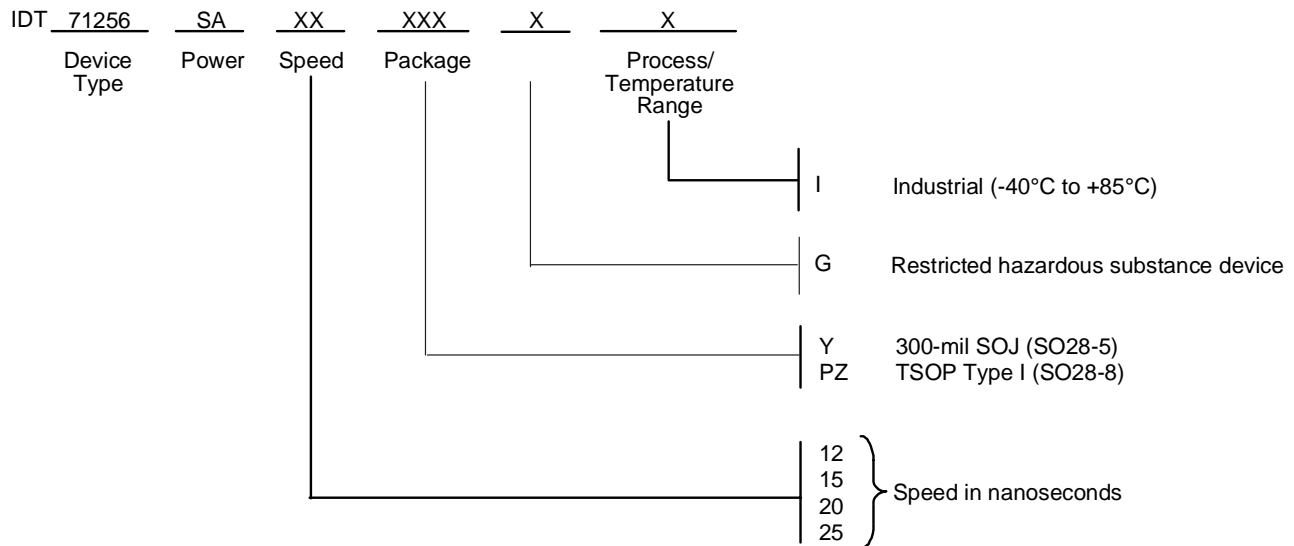 IDT 71256 SA XX XXX X X
Device Type Power Speed Package Process/ Temperature Range
I Industrial (-40°C to +85°C)
G Restricted hazardous substance device
Y 300-mil SOJ (SO28-5)
PZ TSOP Type I (SO28-8)
12
15
20
25
Speed in nanoseconds